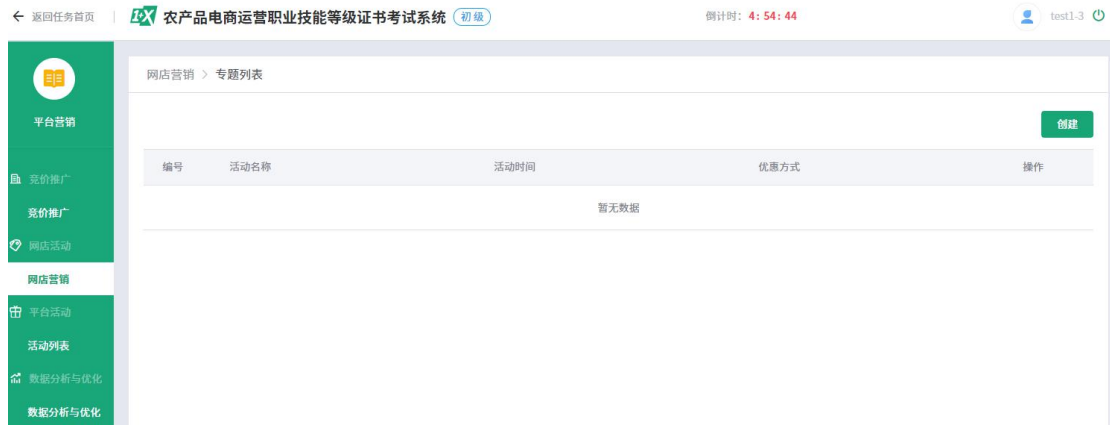 返回任务首页 1+X 农产品电商运营职业技能等级证书考试系统 初级 倒计时: 4:54:44 test1-3
平台营销
竞价推广
竞价推广
网店活动
网店营销
平台活动
活动列表
数据分析与优化
数据分析与优化
网店营销 > 专题列表
创建
编号 活动名称 活动时间 优惠方式 操作
暂无数据